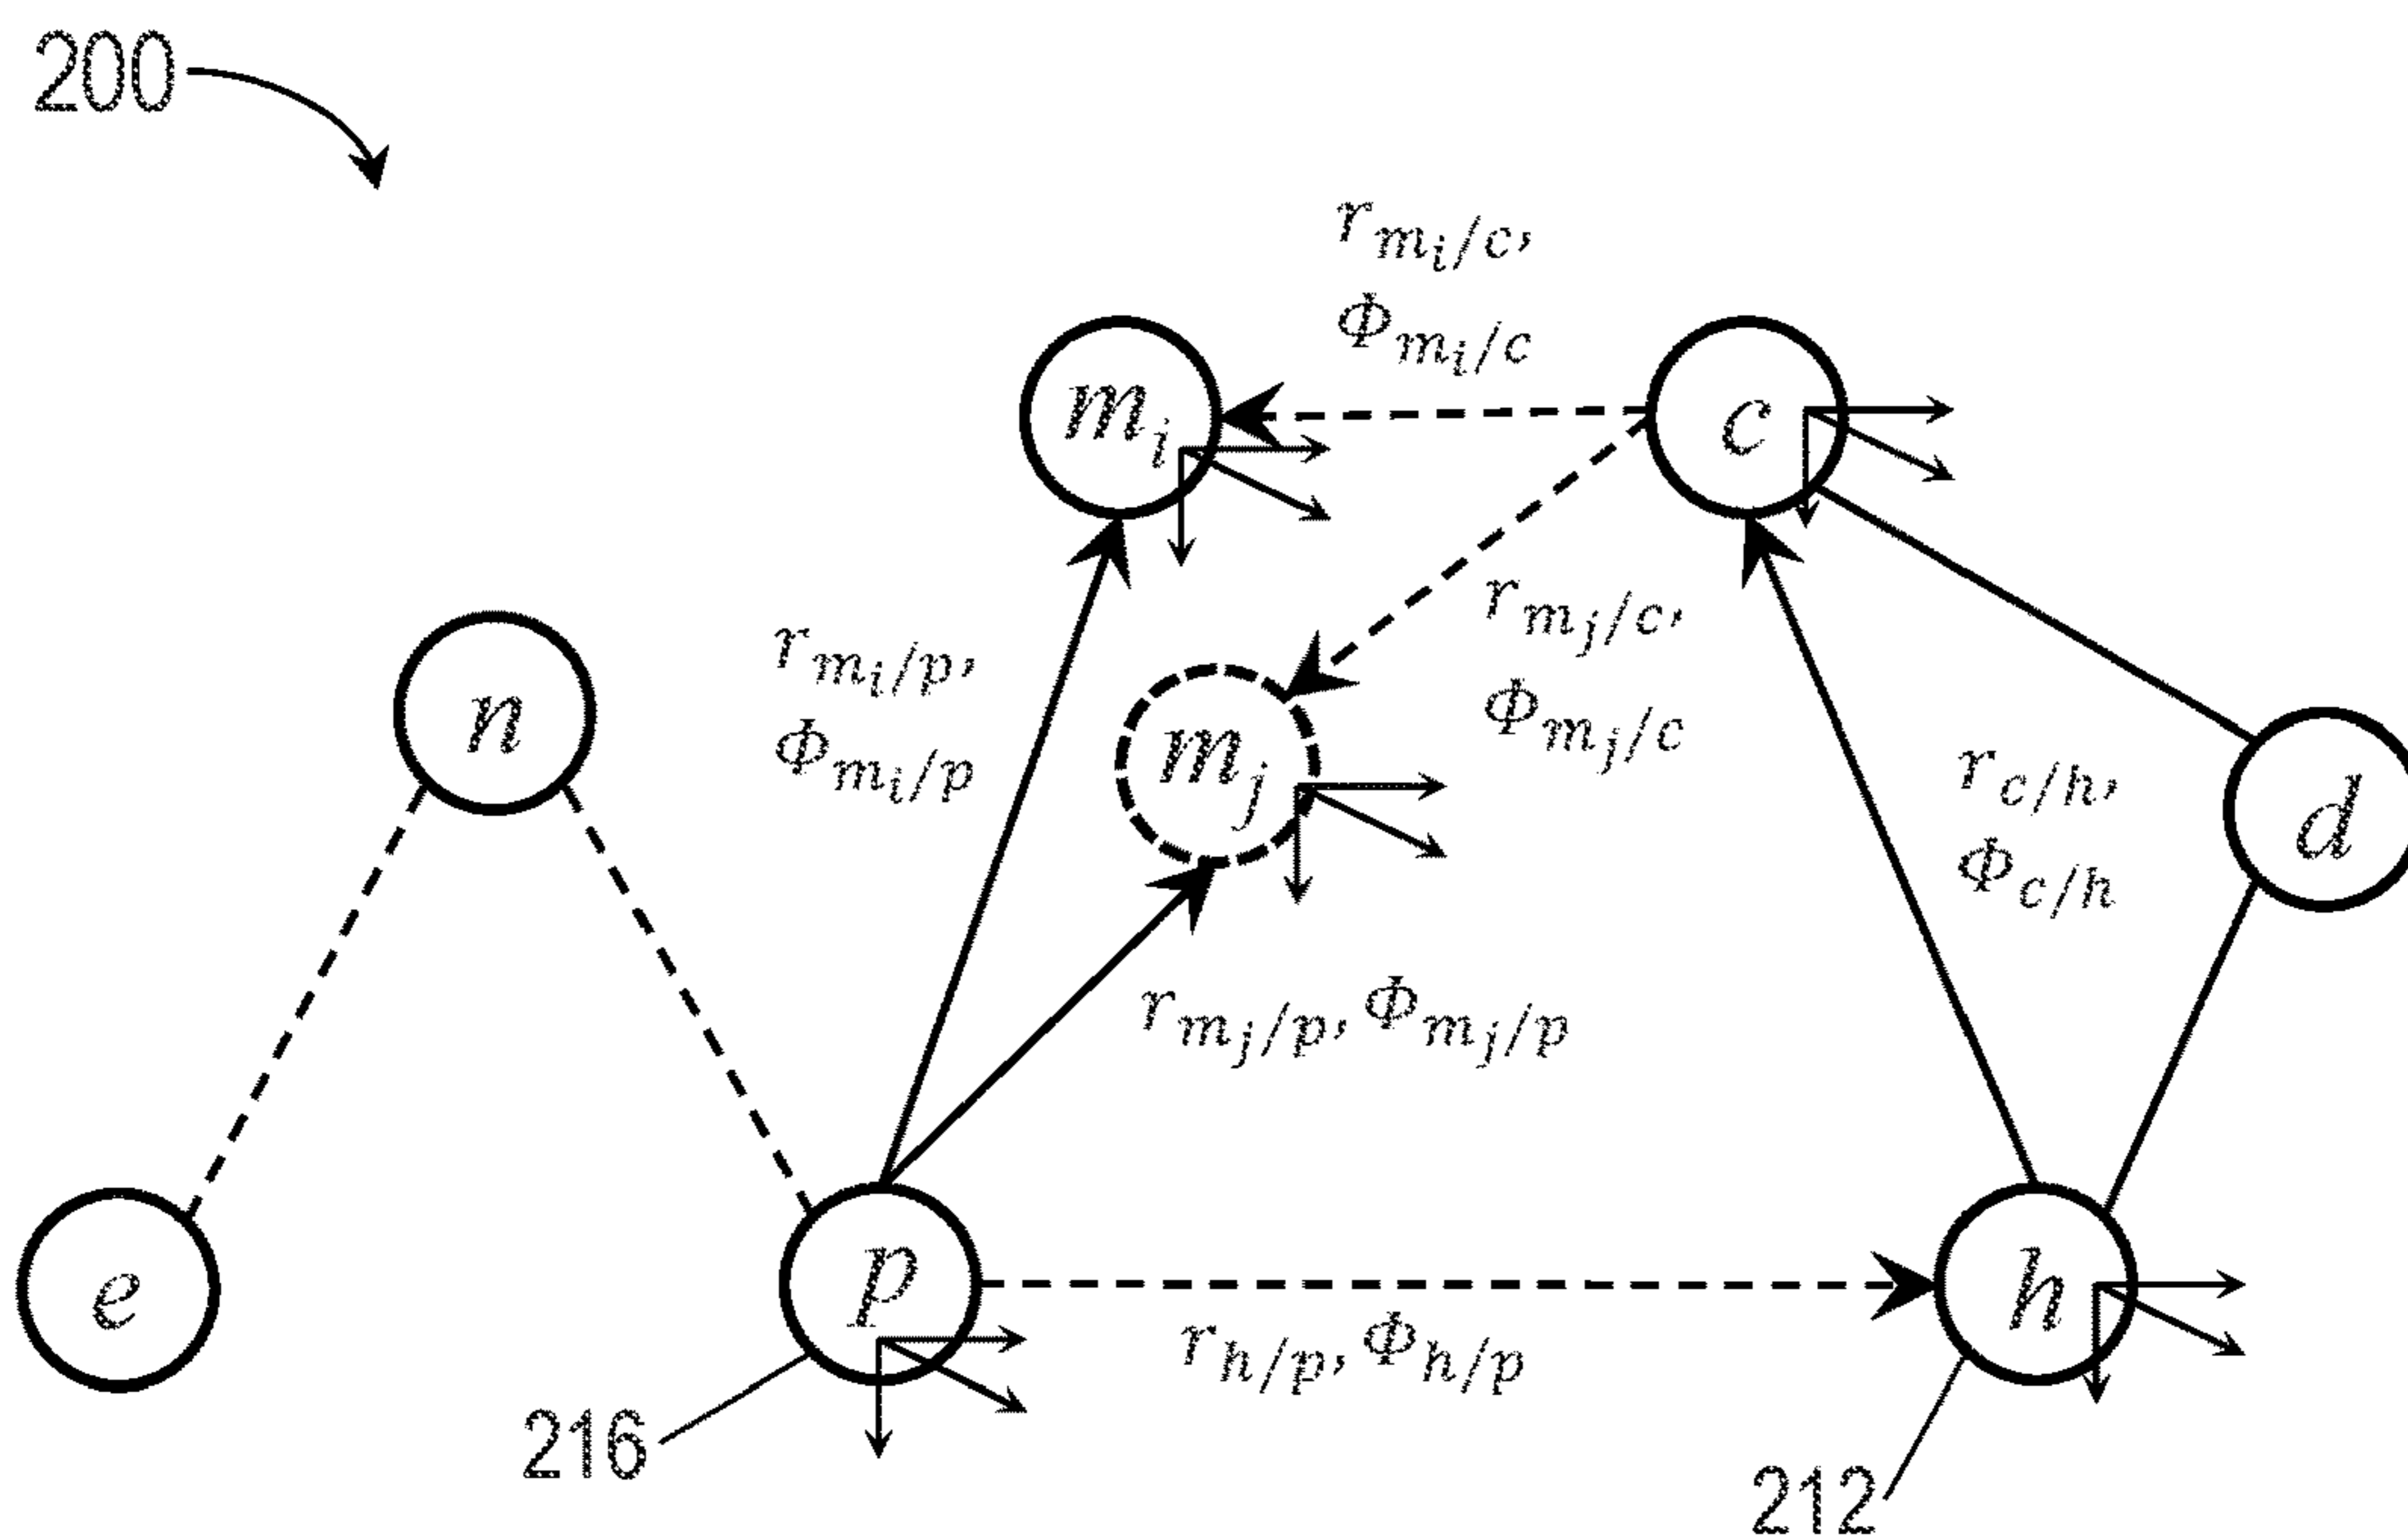 200
r_{m_i/c},
Φ_{m_i/c}
m_i
c
r_{m_j/c},
Φ_{m_j/c}
r_{m_i/p},
Φ_{m_i/p}
n
m_j
r_{c/h},
Φ_{c/h}
d
r_{m_j/p}, Φ_{m_j/p}
e
p
h
r_{h/p}, Φ_{h/p}
216
212